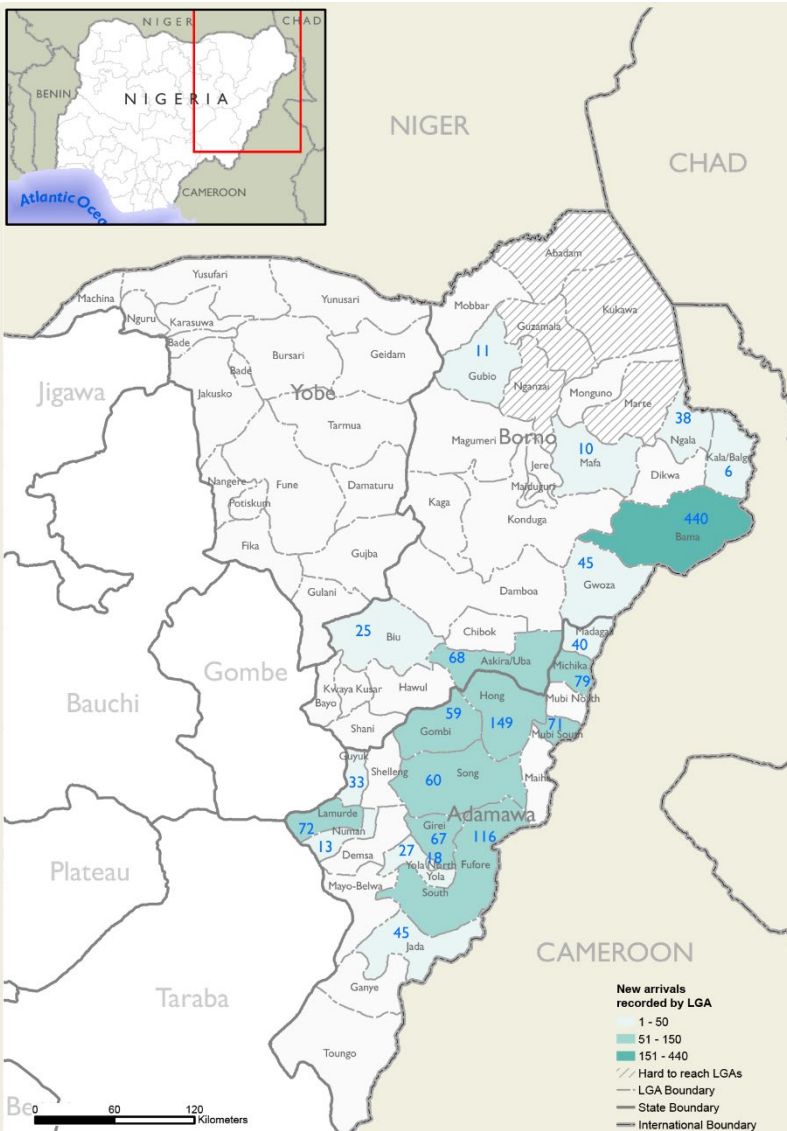 NIGER
CHAD
BENIN
NIGERIA
CAMEROON
Atlantic Ocea
NIGER
CHAD
Abadam
Yusufari
Machina
Yunusari
Mobbar
Kukawa
Nguru
Karasuwa
Guzamala
Bade
Bursari
Geidam
11
Gubio
Bade
Nganzai
Monguno
Jigawa
Jakusko
Yobe
Marte
38
Tarmua
Magumeri
Borno
10
Ngala
Mafa
Kala/Balge
Jere
6
Nangere
Fune
Damaturu
Maiduguri
Dikwa
Potiskum
Kaga
Konduga
440
Bama
Fika
Gujba
45
Gulani
Damboa
Gwoza
25
Biu
Chibok
Madagali
40
68
Askira/Uba
Michika
Gombe
79
Kwaya Kusar
Hawul
Hong
Mubi North
Bauchi
Bayo
59
149
71
Shani
Gombi
Mubi South
Guyuk
33
Shelleng
60
Song
Maiha
Lamurde
Adamawa
72
Numan
Girei
116
13
27
67
Demsa
18
Yola North
Fufore
Plateau
Yola
Mayo-Belwa
South
45
Jada
CAMEROON
Taraba
Ganye
Toungo
New arrivals
recorded by LGA
1 - 50
51 - 150
151 - 440
Hard to reach LGAs
LGA Boundary
State Boundary
International Boundary
0 60 120
Kilometers